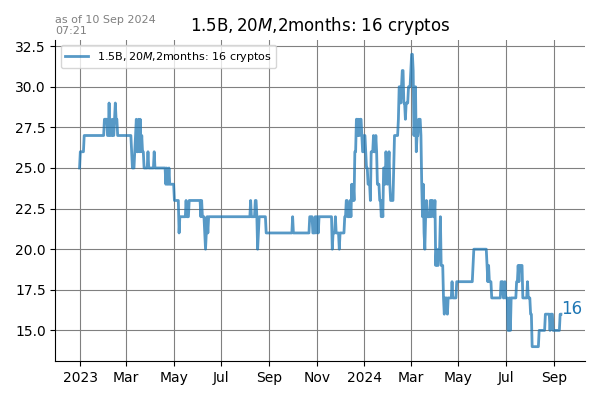 as of 10 Sep 2024
07:21
1.5B, 20M,2months: 16 cryptos
1.5B, 20M,2months: 16 cryptos
32.5
30.0
27.5
25.0
22.5
20.0
17.5
15.0
16
2023 Mar May Jul Sep Nov 2024 Mar May Jul Sep